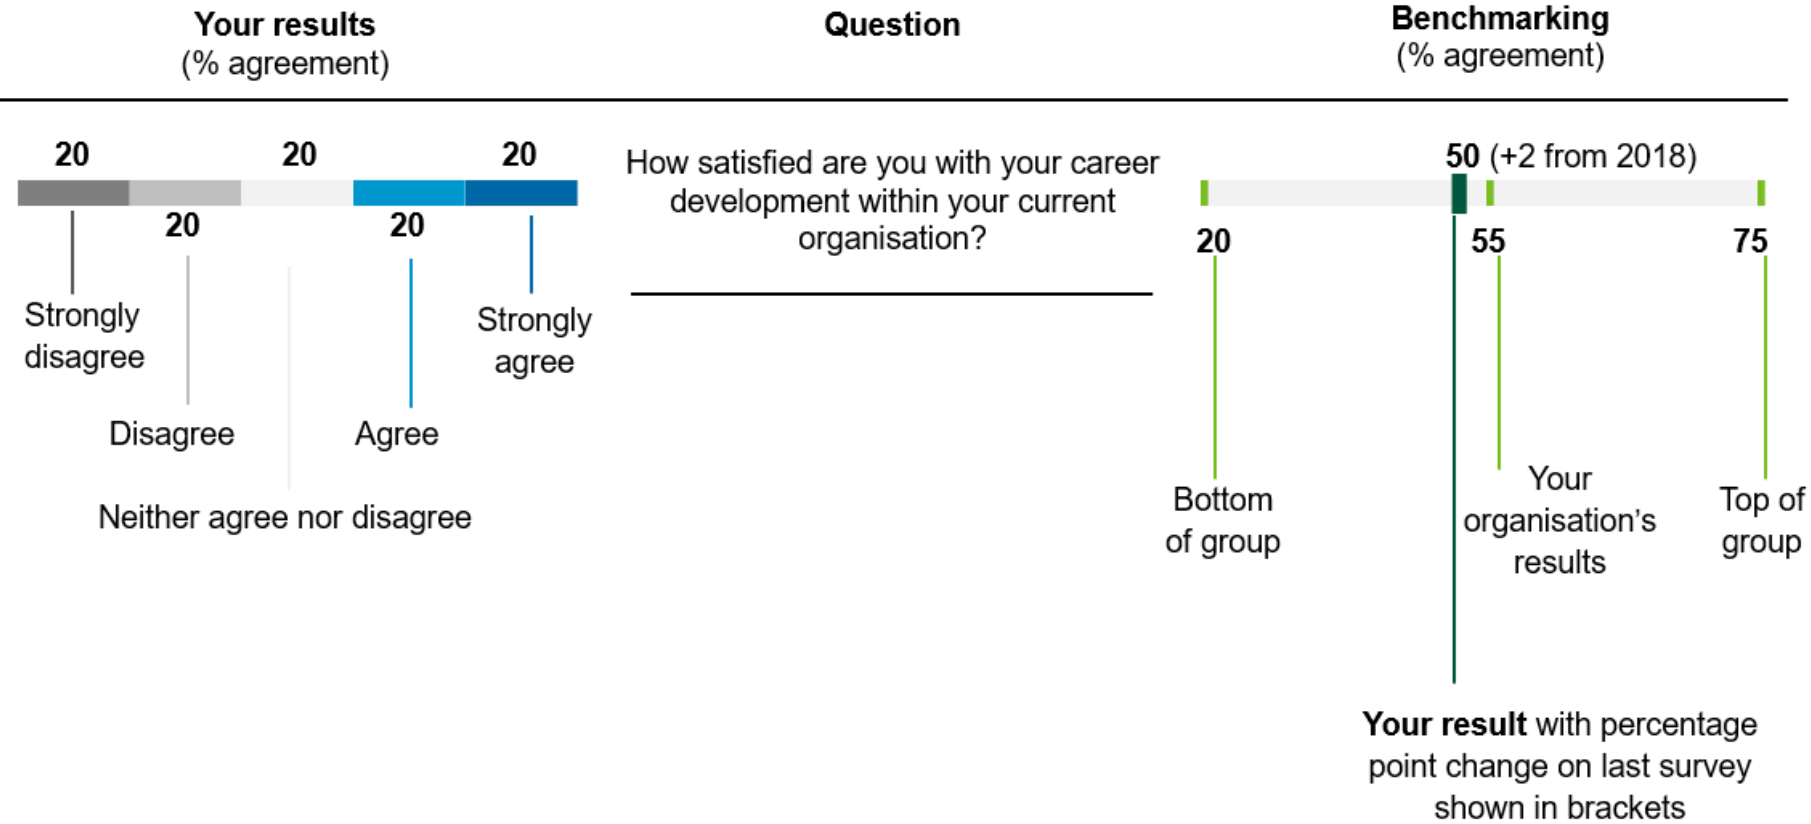 Your results
(% agreement)
Question
Benchmarking
(% agreement)
20
20
20
20
20
Strongly
disagree
Disagree
Neither agree nor disagree
Agree
Strongly
agree
How satisfied are you with your career
development within your current
organisation?
50 (+2 from 2018)
20
55
75
Bottom
of group
Your
organisation’s
results
Top of
group
Your result with percentage
point change on last survey
shown in brackets